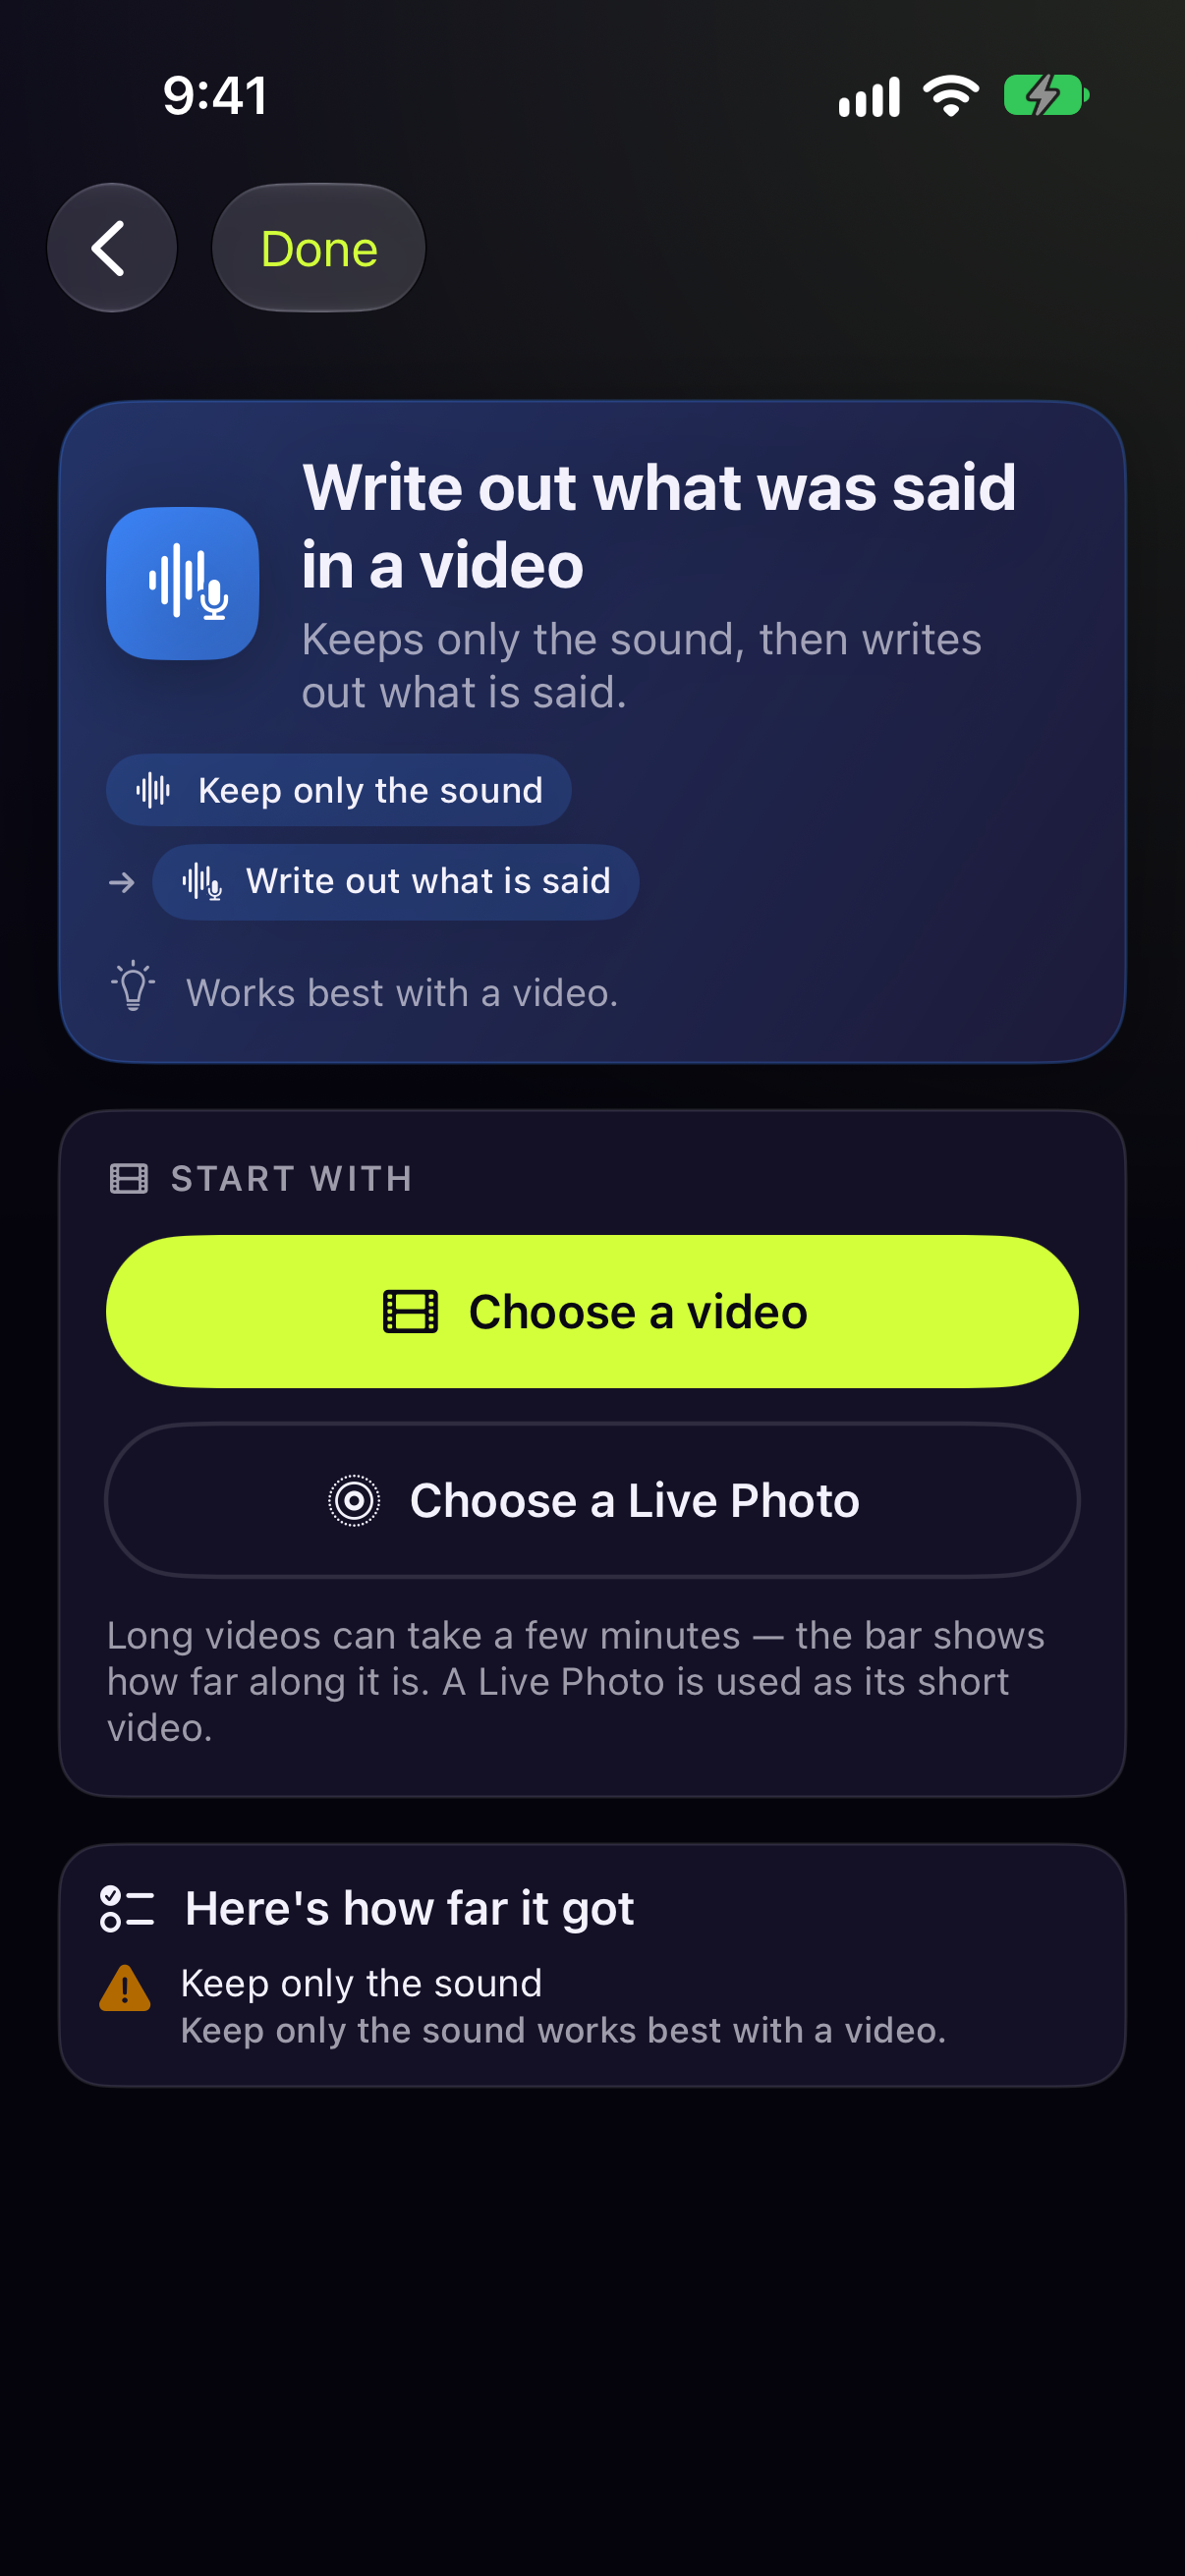 9:41
Done
Write out what was said
in a video
Keeps only the sound, then writes
out what is said.
Keep only the sound
→ Write out what is said
Works best with a video.
START WITH
Choose a video
Choose a Live Photo
Long videos can take a few minutes — the bar shows
how far along it is. A Live Photo is used as its short
video.
Here's how far it got
Keep only the sound
Keep only the sound works best with a video.